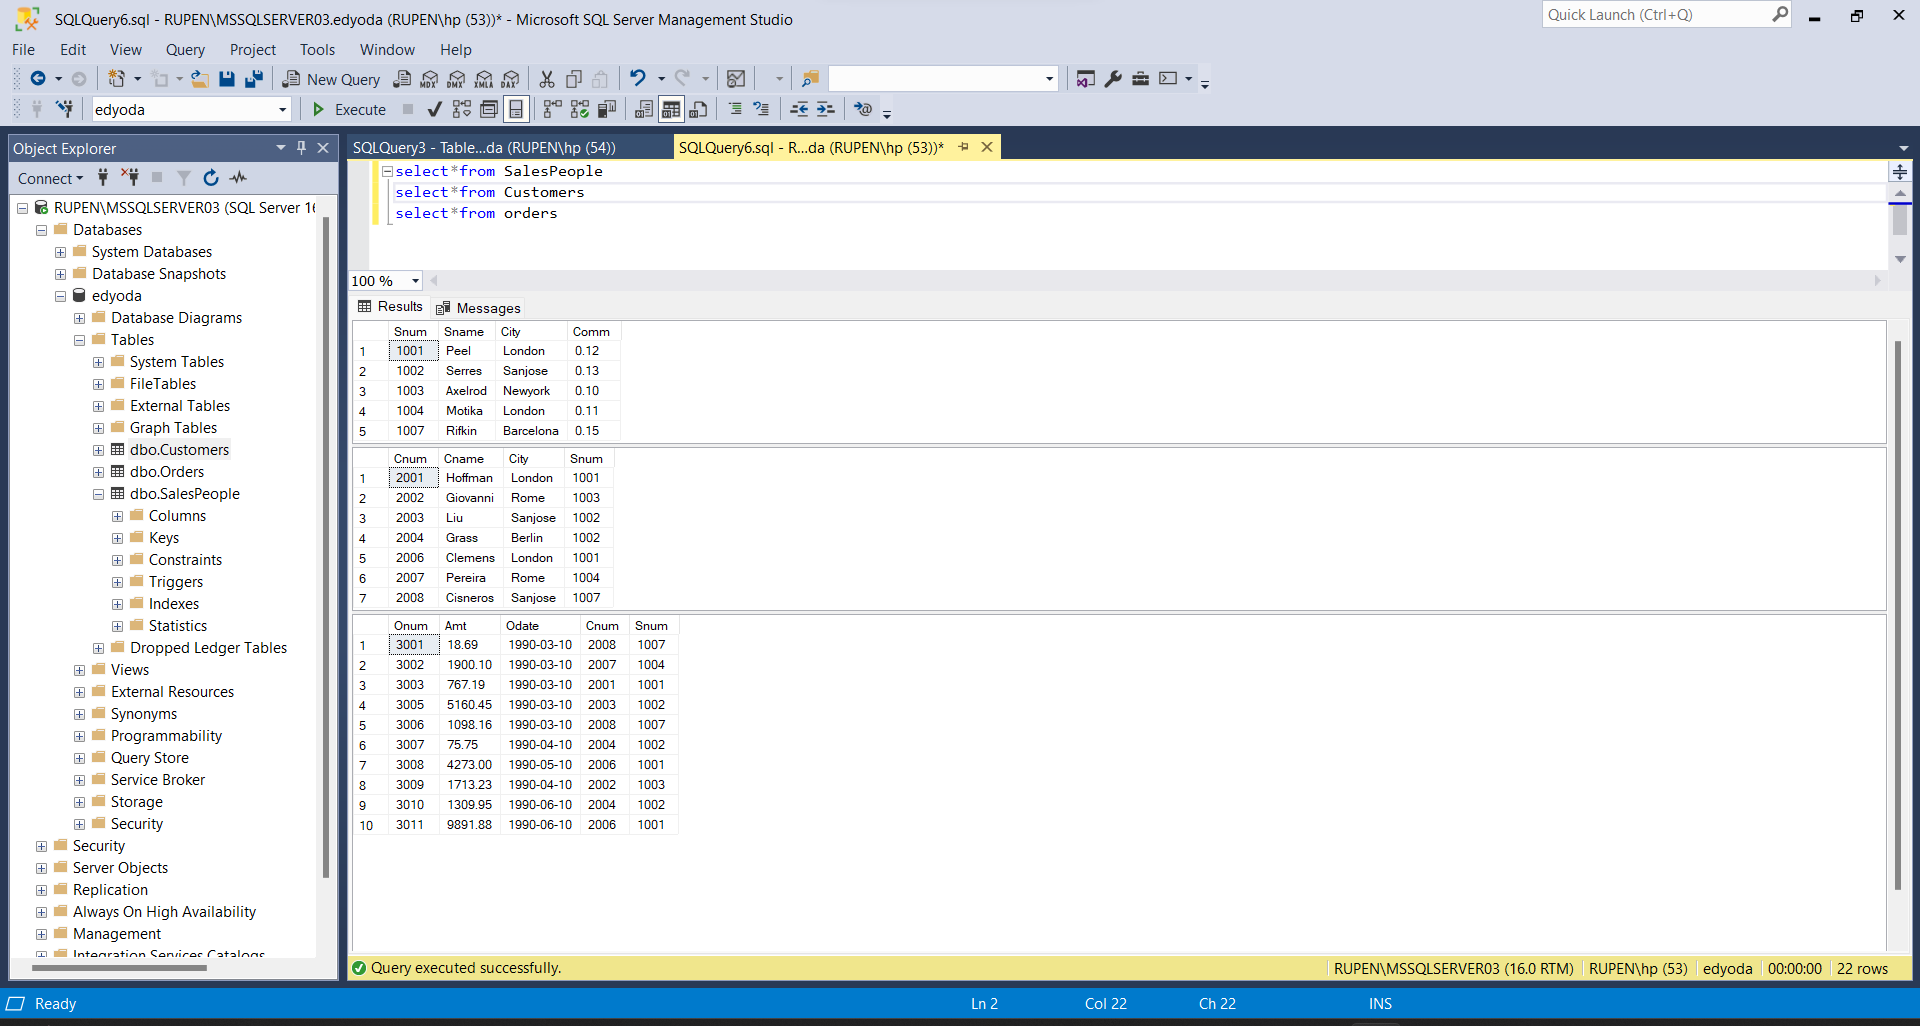 SQLQuery6.sql - RUPEN\MSSQLSERVER03.edyoda (RUPEN\hp (53))* - Microsoft SQL Server Management Studio
Quick Launch (Ctrl+Q)
File Edit View Query Project Tools Window Help
New Query MDX DMX XMLA DAX
edyoda Execute
Object Explorer
Connect
RUPEN\MSSQLSERVER03 (SQL Server 16
Databases
System Databases
Database Snapshots
edyoda
Database Diagrams
Tables
System Tables
FileTables
External Tables
Graph Tables
dbo.Customers
dbo.Orders
dbo.SalesPeople
Columns
Keys
Constraints
Triggers
Indexes
Statistics
Dropped Ledger Tables
Views
External Resources
Synonyms
Programmability
Query Store
Service Broker
Storage
Security
Security
Server Objects
Replication
Always On High Availability
Management
Integration Services Catalogs
SQLQuery3 - Table...da (RUPEN\hp (54)) SQLQuery6.sql - R...da (RUPEN\hp (53))*
select*from SalesPeople
select*from Customers
select*from orders
100 %
Results Messages
Snum Sname City Comm
1 1001 Peel London 0.12
2 1002 Serres Sanjose 0.13
3 1003 Axelrod Newyork 0.10
4 1004 Motika London 0.11
5 1007 Rifkin Barcelona 0.15
Cnum Cname City Snum
1 2001 Hoffman London 1001
2 2002 Giovanni Rome 1003
3 2003 Liu Sanjose 1002
4 2004 Grass Berlin 1002
5 2006 Clemens London 1001
6 2007 Pereira Rome 1004
7 2008 Cisneros Sanjose 1007
Onum Amt Odate Cnum Snum
1 3001 18.69 1990-03-10 2008 1007
2 3002 1900.10 1990-03-10 2007 1004
3 3003 767.19 1990-03-10 2001 1001
4 3005 5160.45 1990-03-10 2003 1002
5 3006 1098.16 1990-03-10 2008 1007
6 3007 75.75 1990-04-10 2004 1002
7 3008 4273.00 1990-05-10 2006 1001
8 3009 1713.23 1990-04-10 2002 1003
9 3010 1309.95 1990-06-10 2004 1002
10 3011 9891.88 1990-06-10 2006 1001
Query executed successfully. RUPEN\MSSQLSERVER03 (16.0 RTM) RUPEN\hp (53) edyoda 00:00:00 22 rows
Ready Ln 2 Col 22 Ch 22 INS